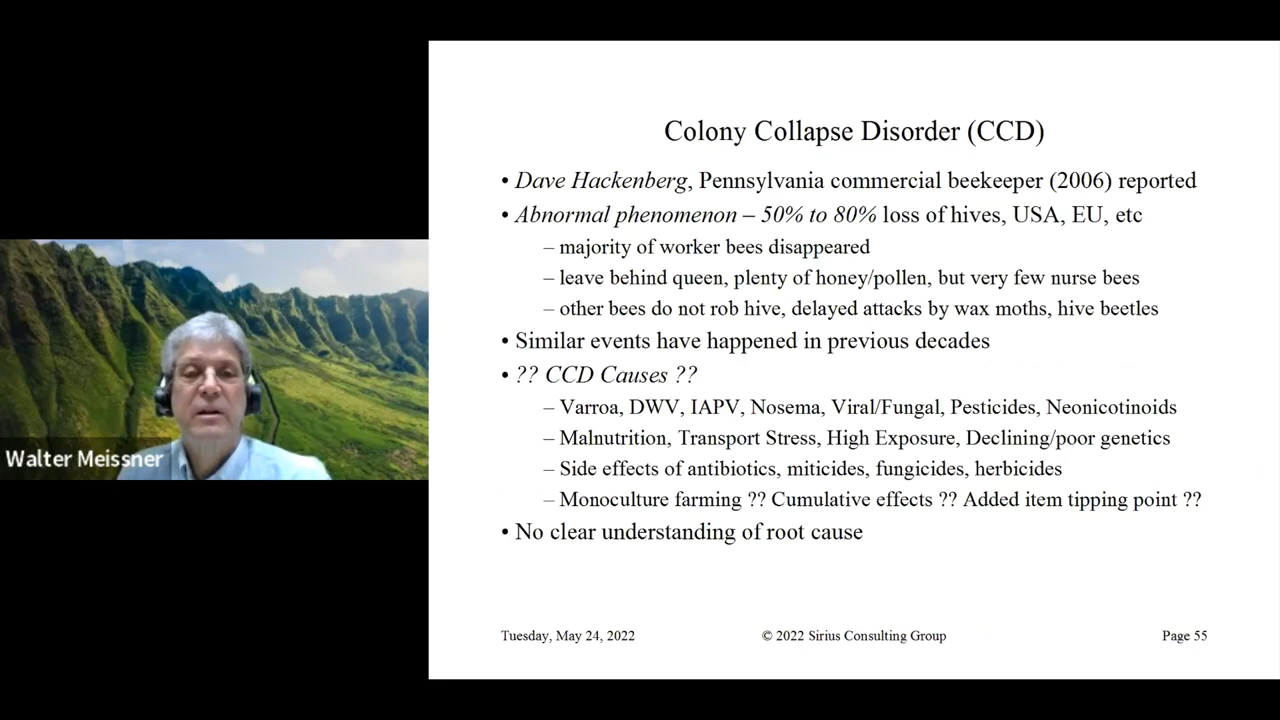 Colony Collapse Disorder (CCD)
• Dave Hackenberg, Pennsylvania commercial beekeeper (2006) reported
• Abnormal phenomenon – 50% to 80% loss of hives, USA, EU, etc
– majority of worker bees disappeared
– leave behind queen, plenty of honey/pollen, but very few nurse bees
– other bees do not rob hive, delayed attacks by wax moths, hive beetles
• Similar events have happened in previous decades
• ?? CCD Causes ??
– Varroa, DWV, IAPV, Nosema, Viral/Fungal, Pesticides, Neonicotinoids
– Malnutrition, Transport Stress, High Exposure, Declining/poor genetics
– Side effects of antibiotics, miticides, fungicides, herbicides
– Monoculture farming ?? Cumulative effects ?? Added item tipping point ??
• No clear understanding of root cause
Tuesday, May 24, 2022 © 2022 Sirius Consulting Group Page 55
Walter Meissner